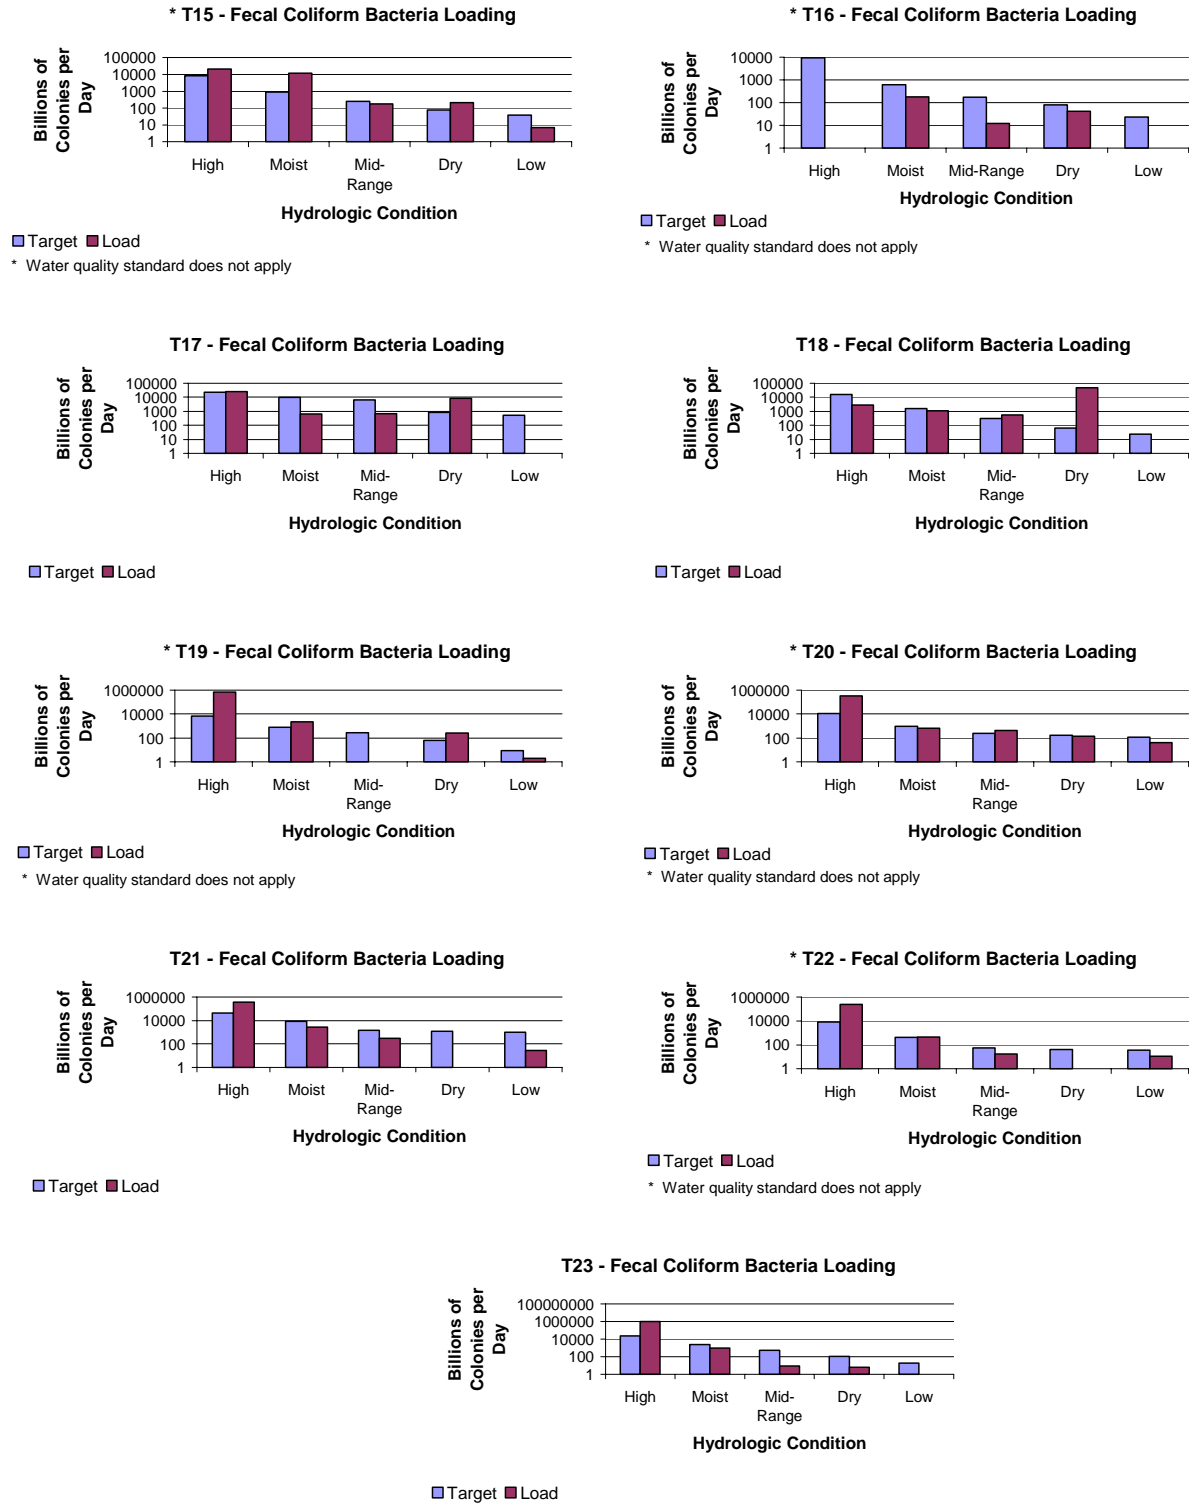 * T15 - Fecal Coliform Bacteria Loading
Billions of
Colonies per
Day
100000
10000
1000
100
10
1
High Moist Mid- Dry Low
Range
Hydrologic Condition
Target Load
* Water quality standard does not apply
* T16 - Fecal Coliform Bacteria Loading
Billions of
Colonies per
Day
10000
1000
100
10
1
High Moist Mid-Range Dry Low
Hydrologic Condition
Target Load
* Water quality standard does not apply
T17 - Fecal Coliform Bacteria Loading
Billions of
Colonies per
Day
100000
10000
1000
100
10
1
High Moist Mid- Dry Low
Range
Hydrologic Condition
Target Load
T18 - Fecal Coliform Bacteria Loading
Billions of
Colonies per
Day
100000
10000
1000
100
10
1
High Moist Mid- Dry Low
Range
Hydrologic Condition
Target Load
* T19 - Fecal Coliform Bacteria Loading
Billions of
Colonies per
Day
1000000
10000
100
1
High Moist Mid- Dry Low
Range
Hydrologic Condition
Target Load
* Water quality standard does not apply
* T20 - Fecal Coliform Bacteria Loading
Billions of
Colonies per
Day
1000000
10000
100
1
High Moist Mid- Dry Low
Range
Hydrologic Condition
Target Load
* Water quality standard does not apply
T21 - Fecal Coliform Bacteria Loading
Billions of
Colonies per
Day
1000000
10000
100
1
High Moist Mid- Dry Low
Range
Hydrologic Condition
Target Load
* T22 - Fecal Coliform Bacteria Loading
Billions of
Colonies per
Day
1000000
10000
100
1
High Moist Mid- Dry Low
Range
Hydrologic Condition
Target Load
* Water quality standard does not apply
T23 - Fecal Coliform Bacteria Loading
Billions of
Colonies per
Day
100000000
1000000
10000
100
1
High Moist Mid- Dry Low
Range
Hydrologic Condition
Target Load